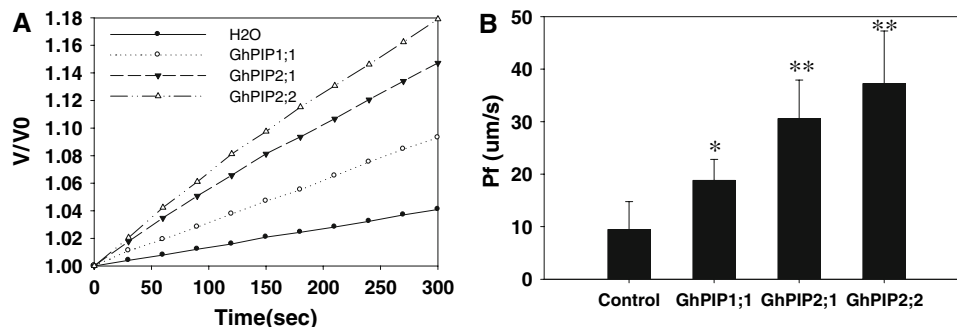 A
H2O
GhPIP1;1
GhPIP2;1
GhPIP2;2
1.18
1.16
1.14
1.12
1.10
1.08
1.06
1.04
1.02
1.00
V/V0
0 50 100 150 200 250 300
Time(sec)
B
50
40
30
20
10
0
Pf (um/s)
*
**
**
Control GhPIP1;1 GhPIP2;1 GhPIP2;2